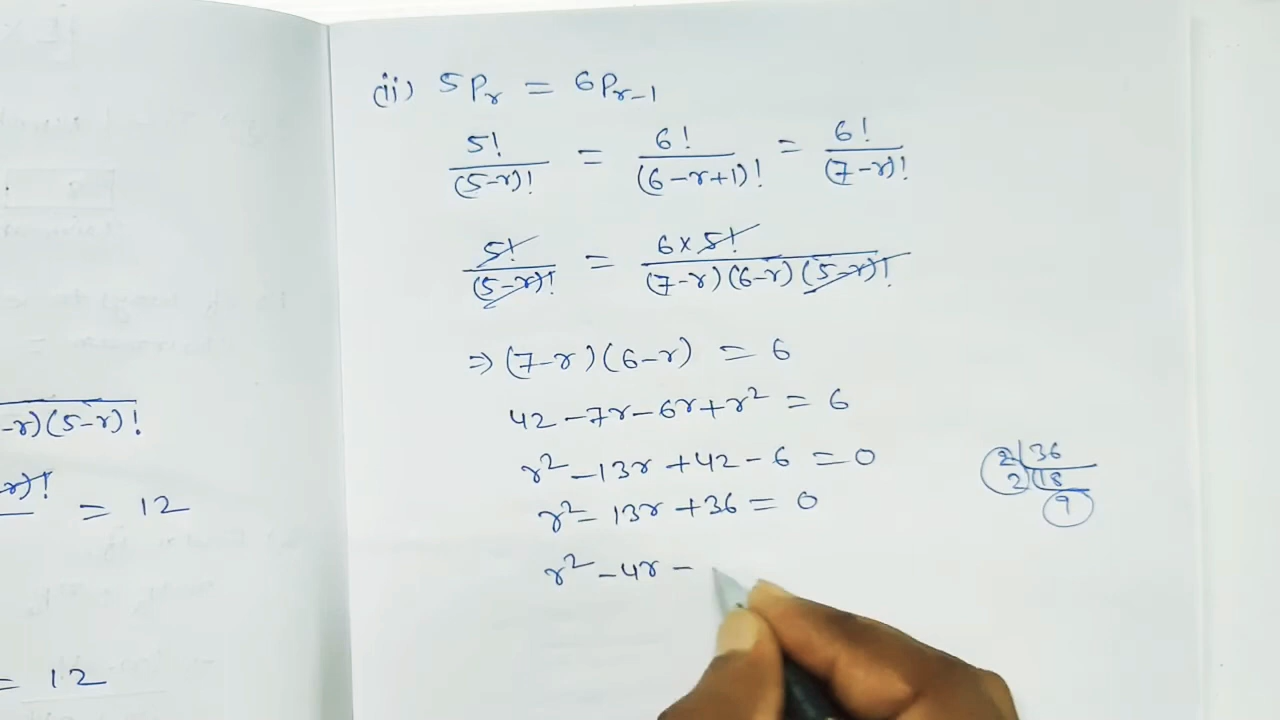 -r)(5-r)!
r)!
= 12
= 12
(ii) 5Pr = 6Pr-1
5!/(5-r)! = 6!/(6-r+1)! = 6!/(7-r)!
5!/(5-r)! = 6×5!/(7-r)(6-r)(5-r)!
⇒ (7-r)(6-r) = 6
42-7r-6r+r² = 6
r²-13r+42-6 = 0
r²-13r+36 = 0
r²-4r-
2|36
2|18
9